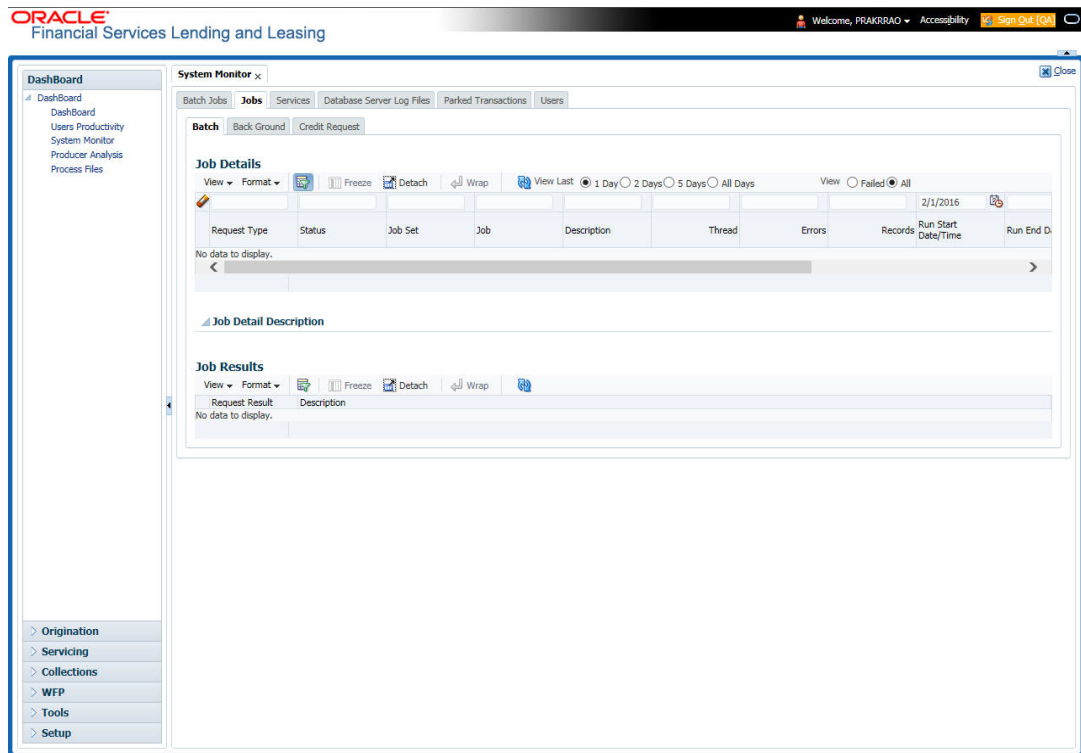 ORACLE
Financial Services Lending and Leasing
Welcome, PRAKRRAO Accessibility Sign Out [QA]
DashBoard
DashBoard
DashBoard
Users Productivity
System Monitor
Producer Analysis
Process Files
Origination
Servicing
Collections
WFP
Tools
Setup
System Monitor x
Close
Batch Jobs Jobs Services Database Server Log Files Parked Transactions Users
Batch Back Ground Credit Request
Job Details
View Format Freeze Detach Wrap View Last 1 Day 2 Days 5 Days All Days View Failed All
2/1/2016
Request Type Status Job Set Job Description Thread Errors Records Run Start Date/Time Run End D
No data to display.
Job Detail Description
Job Results
View Format Freeze Detach Wrap
Request Result Description
No data to display.